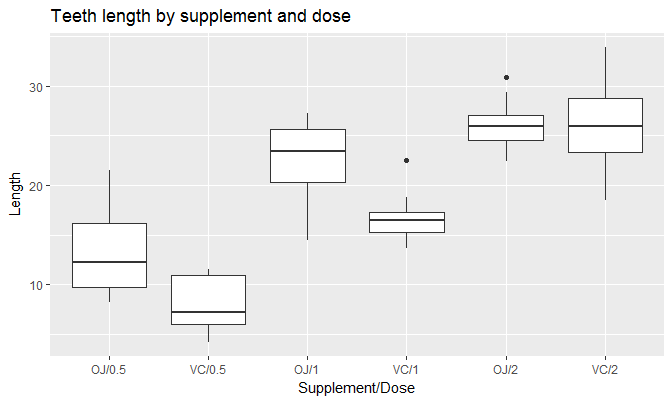 Teeth length by supplement and dose
30
20
10
Length
OJ/0.5 VC/0.5 OJ/1 VC/1 OJ/2 VC/2
Supplement/Dose